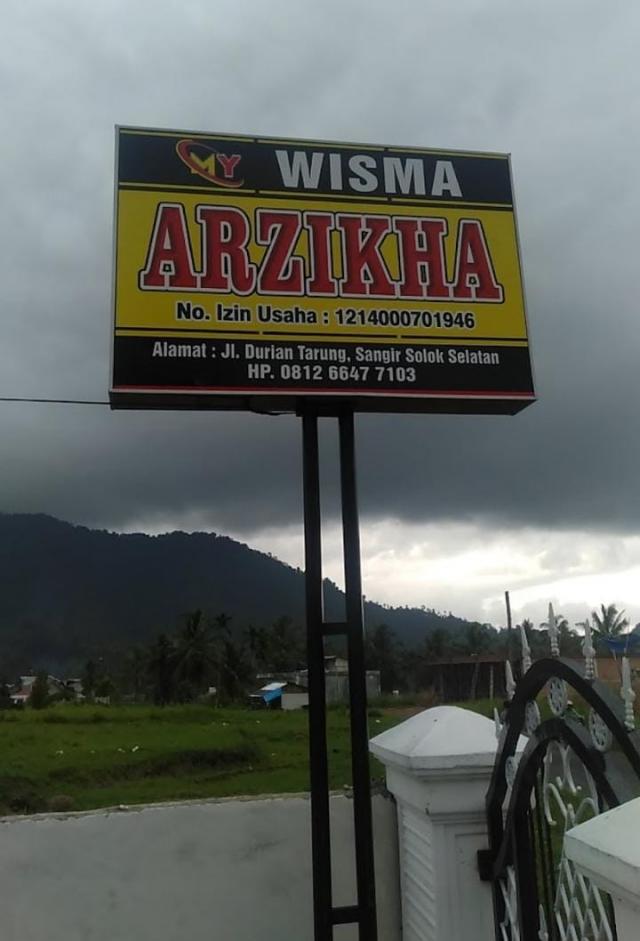 MY WISMA
ARZIKHA
No. Izin Usaha : 1214000701946
Alamat : Jl. Durian Tarung, Sangir Solok Selatan
HP. 0812 6647 7103